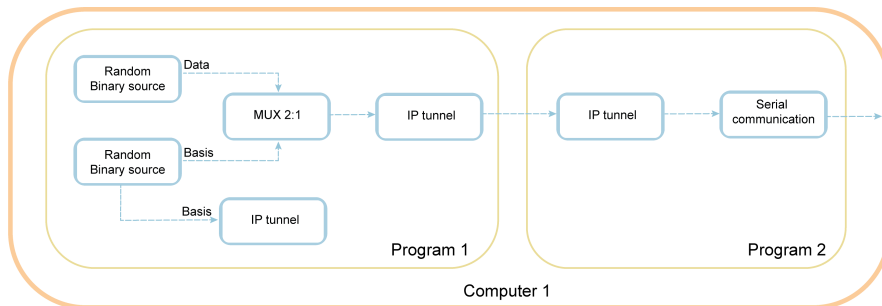 Random
Binary source
Data
MUX 2:1
IP tunnel
IP tunnel
Serial
communication
Random
Binary source
Basis
Basis
IP tunnel
Program 1
Program 2
Computer 1